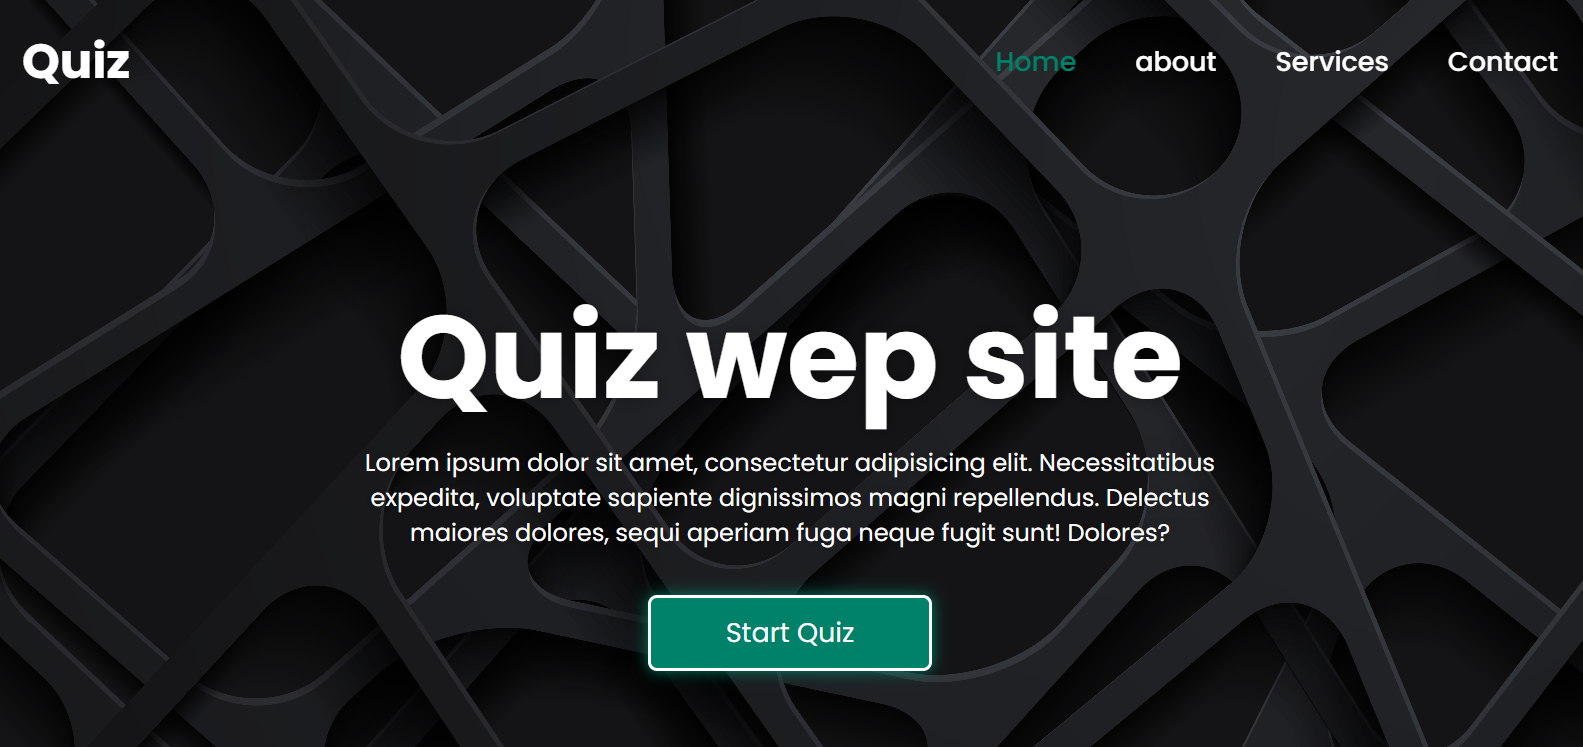 Quiz
Home about Services Contact
Quiz wep site
Lorem ipsum dolor sit amet, consectetur adipisicing elit. Necessitatibus
expedita, voluptate sapiente dignissimos magni repellendus. Delectus
maiores dolores, sequi aperiam fuga neque fugit sunt! Dolores?
Start Quiz